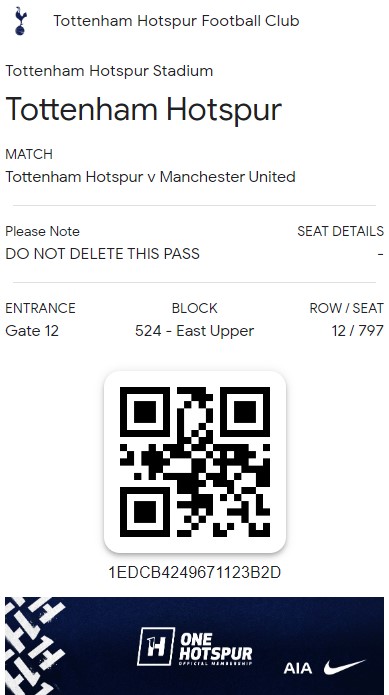 Tottenham Hotspur Football Club
Tottenham Hotspur Stadium
Tottenham Hotspur
MATCH
Tottenham Hotspur v Manchester United
Please Note SEAT DETAILS
DO NOT DELETE THIS PASS -
ENTRANCE BLOCK ROW / SEAT
Gate 12 524 - East Upper 12 / 797
1EDCB4249671123B2D
H ONE
HOTSPUR
OFFICIAL MEMBERSHIP
AIA